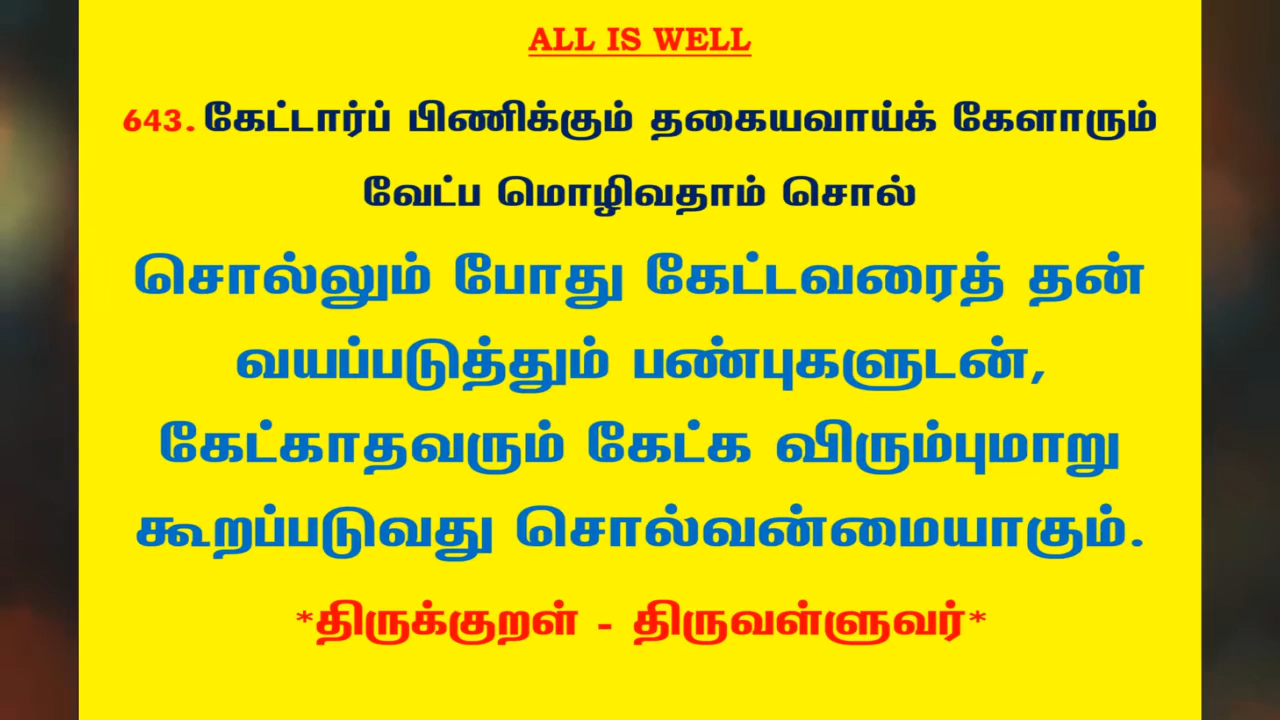 ALL IS WELL
643. கேட்டார்ப் பிணிக்கும் தகையவாய்க் கேளாரும்
வேட்ப மொழிவதாம் சொல்
சொல்லும் போது கேட்டவரைத் தன்
வயப்படுத்தும் பண்புகளுடன்,
கேட்காதவரும் கேட்க விரும்புமாறு
கூறப்படுவது சொல்வன்மையாகும்.
*திருக்குறள் - திருவள்ளுவர்*